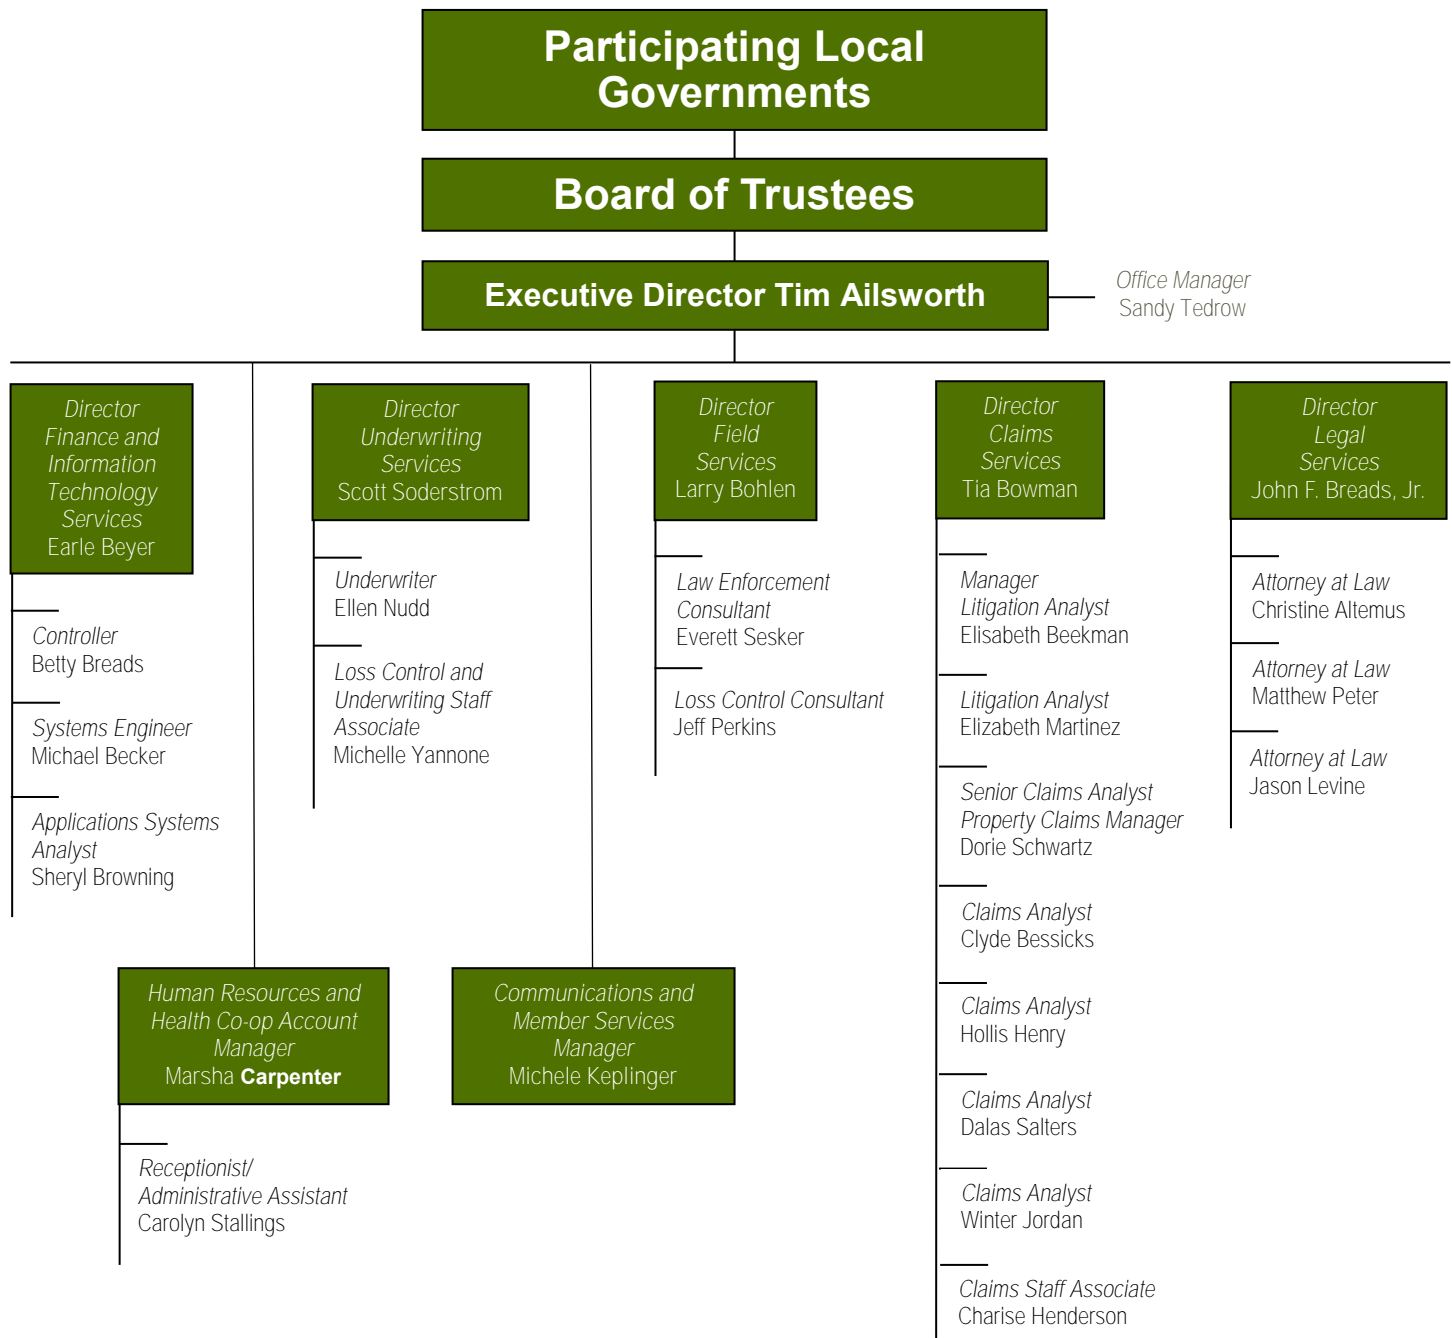 Participating Local
Governments
Board of Trustees
Executive Director Tim Ailsworth
Office Manager
Sandy Tedrow
Director
Finance and
Information
Technology
Services
Earle Beyer
Controller
Betty Breads
Systems Engineer
Michael Becker
Applications Systems
Analyst
Sheryl Browning
Director
Underwriting
Services
Scott Soderstrom
Underwriter
Ellen Nudd
Loss Control and
Underwriting Staff
Associate
Michelle Yannone
Director
Field
Services
Larry Bohlen
Law Enforcement
Consultant
Everett Sesker
Loss Control Consultant
Jeff Perkins
Director
Claims
Services
Tia Bowman
Manager
Litigation Analyst
Elisabeth Beekman
Litigation Analyst
Elizabeth Martinez
Senior Claims Analyst
Property Claims Manager
Dorie Schwartz
Claims Analyst
Clyde Bessicks
Claims Analyst
Hollis Henry
Claims Analyst
Dalas Salters
Claims Analyst
Winter Jordan
Claims Staff Associate
Charise Henderson
Director
Legal
Services
John F. Breads, Jr.
Attorney at Law
Christine Altemus
Attorney at Law
Matthew Peter
Attorney at Law
Jason Levine
Human Resources and
Health Co-op Account
Manager
Marsha Carpenter
Receptionist/
Administrative Assistant
Carolyn Stallings
Communications and
Member Services
Manager
Michele Keplinger